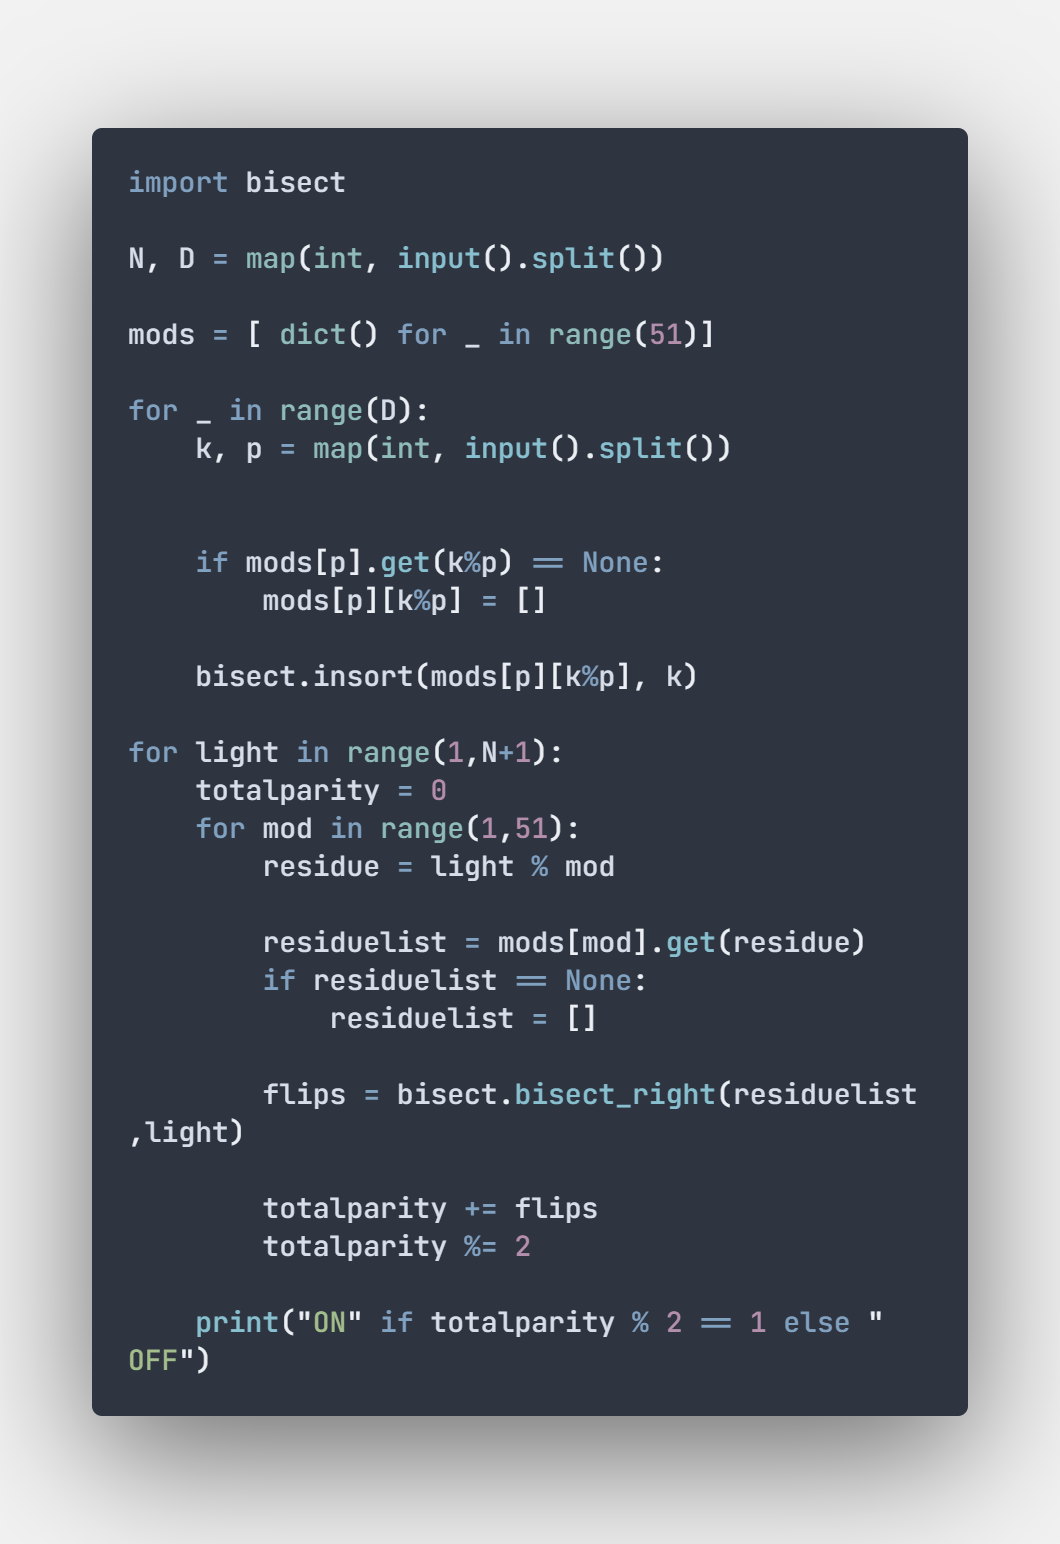 import bisect
N, D = map(int, input().split())
mods = [ dict() for _ in range(51)]
for _ in range(D):
    k, p = map(int, input().split())
    if mods[p].get(k%p) == None:
        mods[p][k%p] = []
    bisect.insort(mods[p][k%p], k)
for light in range(1,N+1):
    totalparity = 0
    for mod in range(1,51):
        residue = light % mod
        residuelist = mods[mod].get(residue)
        if residuelist == None:
            residuelist = []
        flips = bisect.bisect_right(residuelist
,light)
        totalparity += flips
        totalparity %= 2
    print("ON" if totalparity % 2 == 1 else "
OFF")